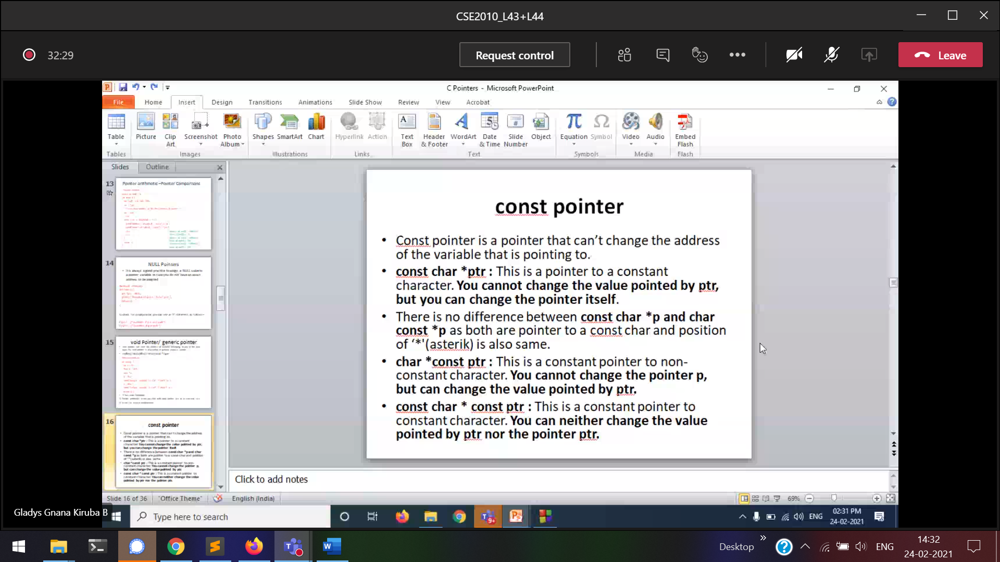 CSE2010_L43+L44
32:29
Request control
Leave
C Pointers - Microsoft PowerPoint
File Home Insert Design Transitions Animations Slide Show Review View Acrobat
Table Picture Clip Art Screenshot Photo Album Shapes SmartArt Chart Hyperlink Action Text Box Header & Footer WordArt Date & Time Slide Number Object Equation Symbol Video Audio Embed Flash
Tables Images Illustrations Links Text Symbols Media Flash
Slides Outline
13
Pointer arithmetic –Pointer Comparisons
14
NULL Pointers
15
void Pointer/ generic pointer
16
const pointer
const pointer
• Const pointer is a pointer that can’t change the address
of the variable that is pointing to.
• const char *ptr : This is a pointer to a constant
character. You cannot change the value pointed by ptr,
but you can change the pointer itself.
• There is no difference between const char *p and char
const *p as both are pointer to a const char and position
of ‘*'(asterik) is also same.
• char *const ptr : This is a constant pointer to non-
constant character. You cannot change the pointer p,
but can change the value pointed by ptr.
• const char * const ptr : This is a constant pointer to
constant character. You can neither change the value
pointed by ptr nor the pointer ptr.
Click to add notes
Slide 16 of 36 "Office Theme" English (India) 69%
Gladys Gnana Kiruba B
Type here to search
9+
ENG
02:31 PM
24-02-2021
Desktop
ENG
14:32
24-02-2021